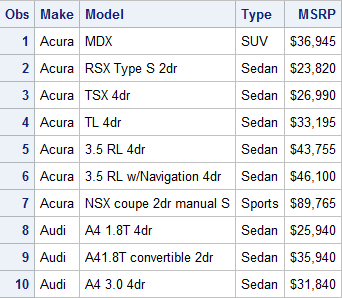 Obs Make Model Type MSRP
1 Acura MDX SUV $36,945
2 Acura RSX Type S 2dr Sedan $23,820
3 Acura TSX 4dr Sedan $26,990
4 Acura TL 4dr Sedan $33,195
5 Acura 3.5 RL 4dr Sedan $43,755
6 Acura 3.5 RL w/Navigation 4dr Sedan $46,100
7 Acura NSX coupe 2dr manual S Sports $89,765
8 Audi A4 1.8T 4dr Sedan $25,940
9 Audi A41.8T convertible 2dr Sedan $35,940
10 Audi A4 3.0 4dr Sedan $31,840